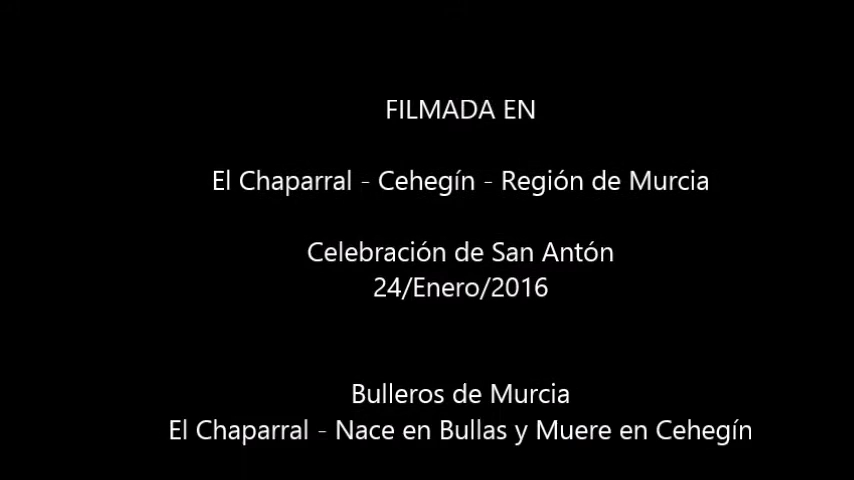 FILMADA EN
El Chaparral - Cehegín - Región de Murcia
Celebración de San Antón
24/Enero/2016
Bulleros de Murcia
El Chaparral - Nace en Bullas y Muere en Cehegín